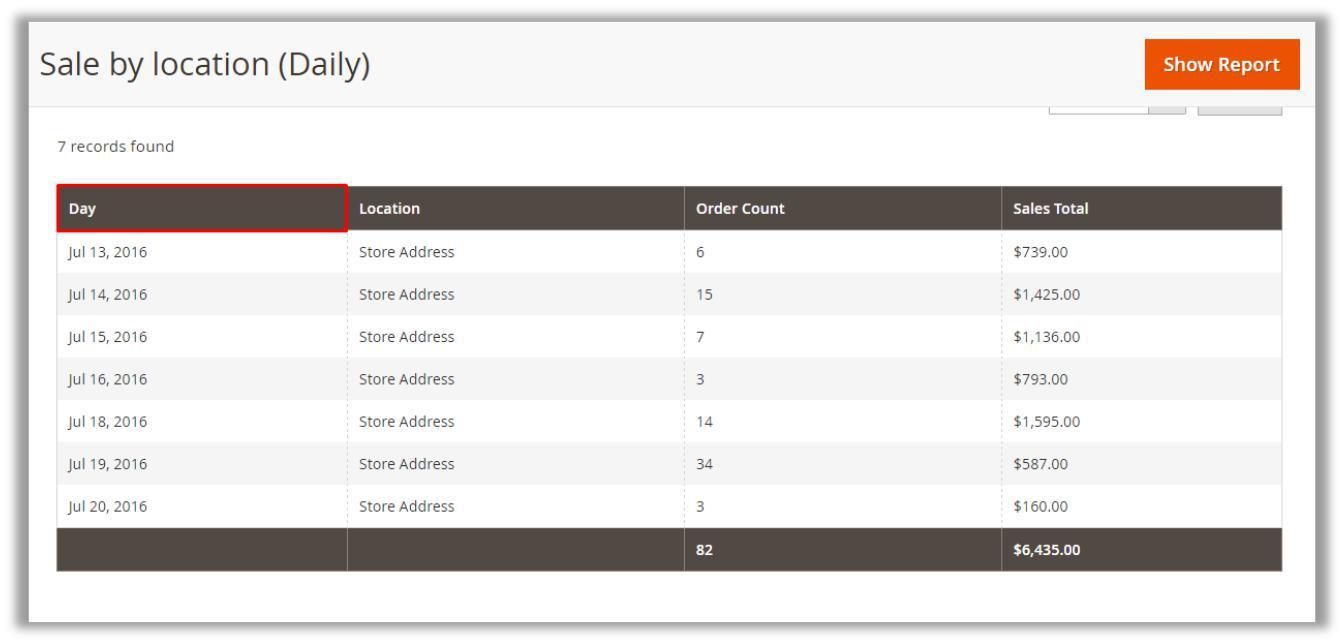 Sale by location (Daily) Show Report
7 records found
Day Location Order Count Sales Total
Jul 13, 2016 Store Address 6 $739.00
Jul 14, 2016 Store Address 15 $1,425.00
Jul 15, 2016 Store Address 7 $1,136.00
Jul 16, 2016 Store Address 3 $793.00
Jul 18, 2016 Store Address 14 $1,595.00
Jul 19, 2016 Store Address 34 $587.00
Jul 20, 2016 Store Address 3 $160.00
82 $6,435.00